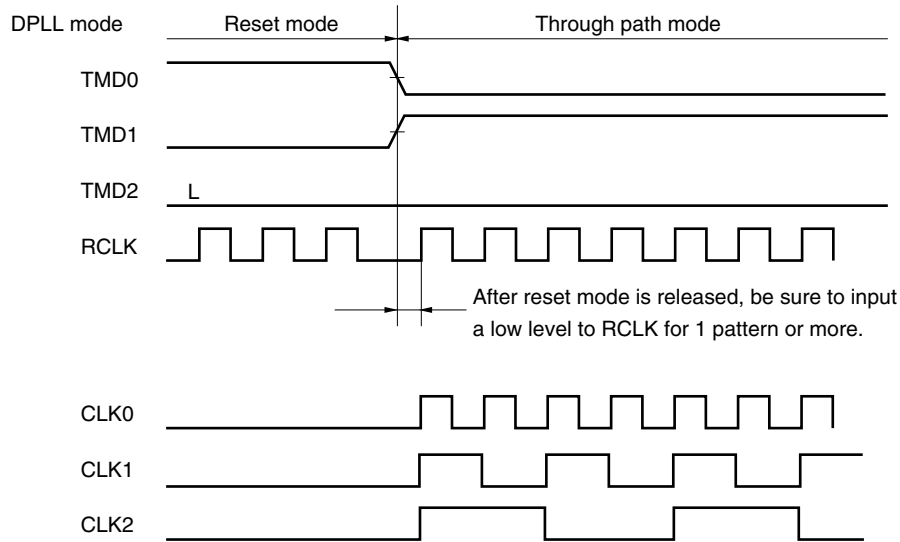 DPLL mode Reset mode Through path mode
TMD0
TMD1
TMD2 L
RCLK
After reset mode is released, be sure to input
a low level to RCLK for 1 pattern or more.
CLK0
CLK1
CLK2